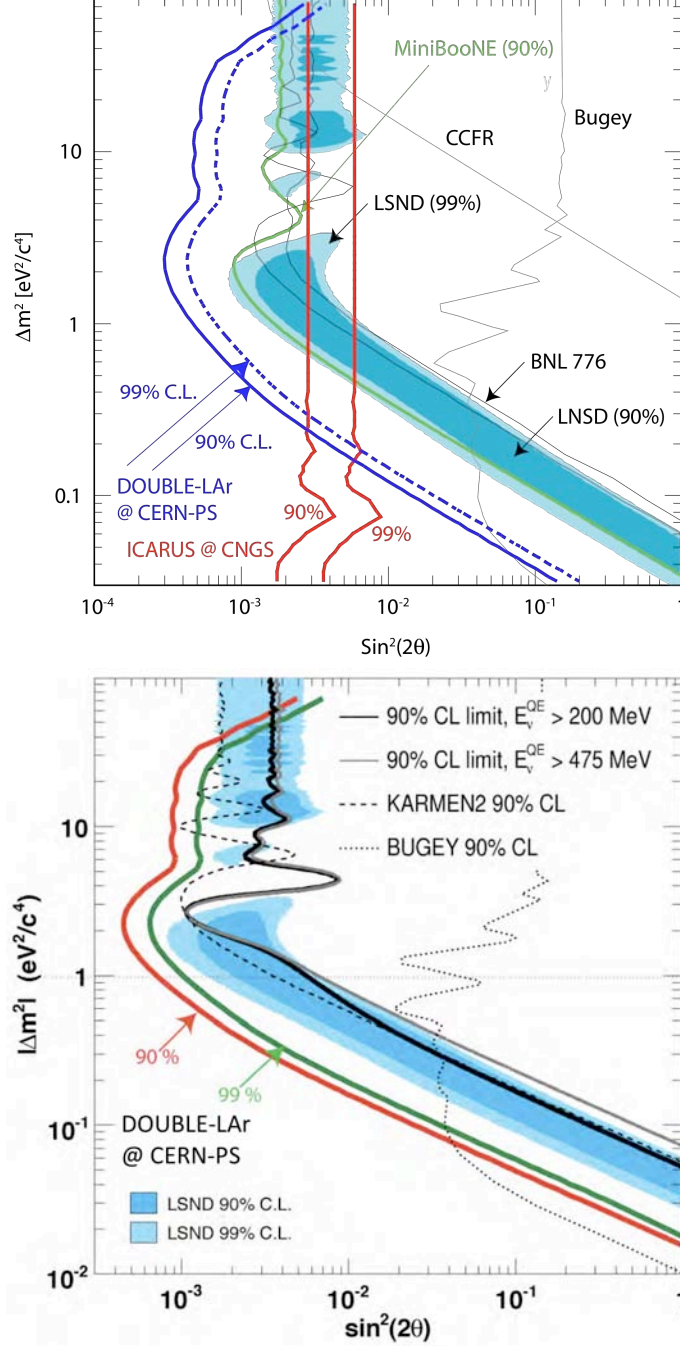 MiniBooNE (90%)
y
Bugey
CCFR
10
LSND (99%)
Δm² [eV²/c⁴]
1
BNL 776
99% C.L.
LNSD (90%)
90% C.L.
DOUBLE-LAr
@ CERN-PS
0.1
90%
99%
ICARUS @ CNGS
10⁻⁴
10⁻³
10⁻²
10⁻¹
1
Sin²(2θ)
90% CL limit, E_ν^QE > 200 MeV
90% CL limit, E_ν^QE > 475 MeV
KARMEN2 90% CL
10
BUGEY 90% CL
|Δm²| (eV²/c⁴)
1
90 %
99 %
10⁻¹
DOUBLE-LAr
@ CERN-PS
LSND 90% C.L.
LSND 99% C.L.
10⁻²
10⁻³
10⁻²
10⁻¹
sin²(2θ)